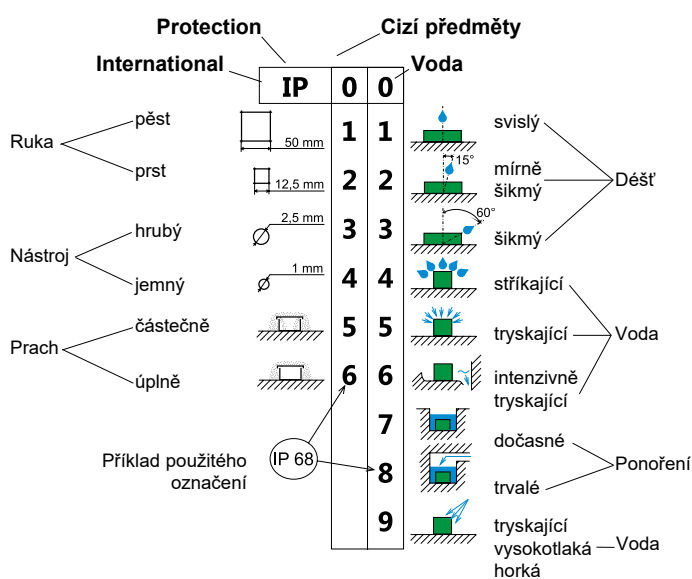 Protection
Cizí předměty
International
Voda
IP 0 0
Ruka
pěst
50 mm
1 1
svislý
prst
12,5 mm
2 2
15°
mírně
šikmý
Déšť
Nástroj
hrubý
2,5 mm
3 3
60°
šikmý
jemný
1 mm
4 4
stříkající
Prach
částečně
5 5
tryskající
Voda
úplně
6 6
intenzivně
tryskající
7
dočasné
Příklad použitého
označení
IP 68
8
trvalé
Ponoření
9
tryskající
vysokotlaká
horká
Voda